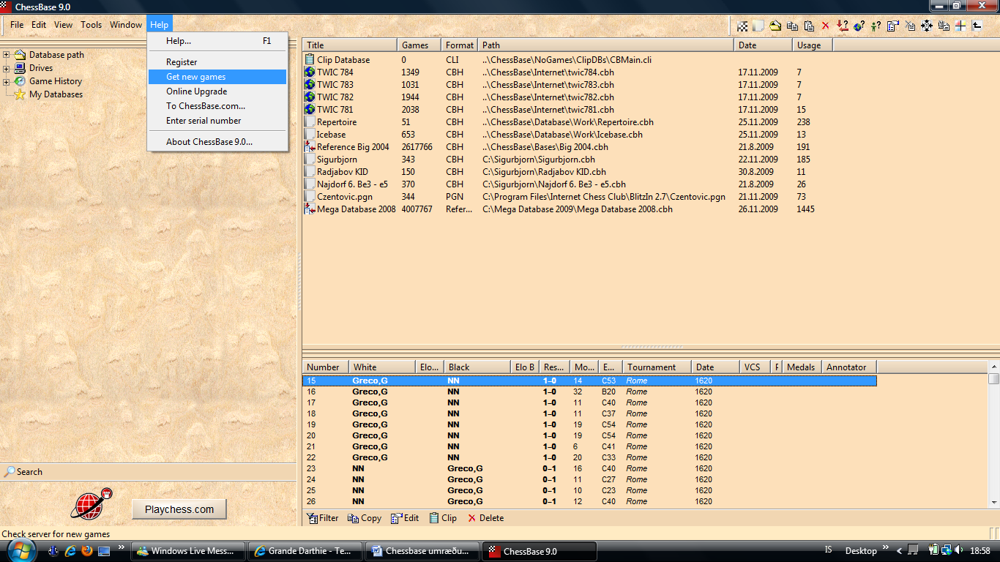 ChessBase 9.0
File Edit View Tools Window Help
Help... F1
Register
Get new games
Online Upgrade
To ChessBase.com...
Enter serial number
About ChessBase 9.0...
Database path
Drives
Game History
My Databases
Search
Playchess.com
Title Games Format Path Date Usage
Clip Database 0 CLI ..\ChessBase\NoGames\ClipDBs\CBMain.cli
TWIC 784 1349 CBH ..\ChessBase\Internet\twic784.cbh 17.11.2009 7
TWIC 783 1031 CBH ..\ChessBase\Internet\twic783.cbh 17.11.2009 7
TWIC 782 1944 CBH ..\ChessBase\Internet\twic782.cbh 17.11.2009 7
TWIC 781 2038 CBH ..\ChessBase\Internet\twic781.cbh 17.11.2009 15
Repertoire 51 CBH ..\ChessBase\Database\Work\Repertoire.cbh 25.11.2009 238
Icebase 653 CBH ..\ChessBase\Database\Work\Icebase.cbh 25.11.2009 13
Reference Big 2004 2617766 CBH ..\ChessBase\Bases\Big 2004.cbh 21.8.2009 191
Sigurbjorn 343 CBH C:\Sigurbjorn\Sigurbjorn.cbh 22.11.2009 185
Radjabov KID 150 CBH C:\Sigurbjorn\Radjabov KID.cbh 30.8.2009 11
Najdorf 6. Be3 - e5 370 CBH C:\Sigurbjorn\Najdorf 6. Be3 - e5.cbh 21.8.2009 26
Czentovic.pgn 344 PGN C:\Program Files\Internet Chess Club\BlitzIn 2.7\Czentovic.pgn 21.11.2009 73
Mega Database 2008 4007767 Refer... C:\Mega Database 2009\Mega Database 2008.cbh 26.11.2009 1445
Number White Elo... Black Elo B Res... Mo... E... Tournament Date VCS F Medals Annotator
15 Greco,G NN 1-0 14 C53 Rome 1620
16 Greco,G NN 1-0 32 B20 Rome 1620
17 Greco,G NN 1-0 11 C40 Rome 1620
18 Greco,G NN 1-0 11 C37 Rome 1620
19 Greco,G NN 1-0 19 C54 Rome 1620
20 Greco,G NN 1-0 19 C54 Rome 1620
21 Greco,G NN 1-0 6 C41 Rome 1620
22 Greco,G NN 1-0 20 C33 Rome 1620
23 NN Greco,G 0-1 16 C40 Rome 1620
24 NN Greco,G 0-1 11 C27 Rome 1620
25 NN Greco,G 0-1 10 C23 Rome 1620
26 NN Greco,G 0-1 12 C40 Rome 1620
Filter Copy Edit Clip Delete
Check server for new games
Windows Live Mess... Grande Darthie - Te... Chessbase umræðu... ChessBase 9.0 IS Desktop 18:58